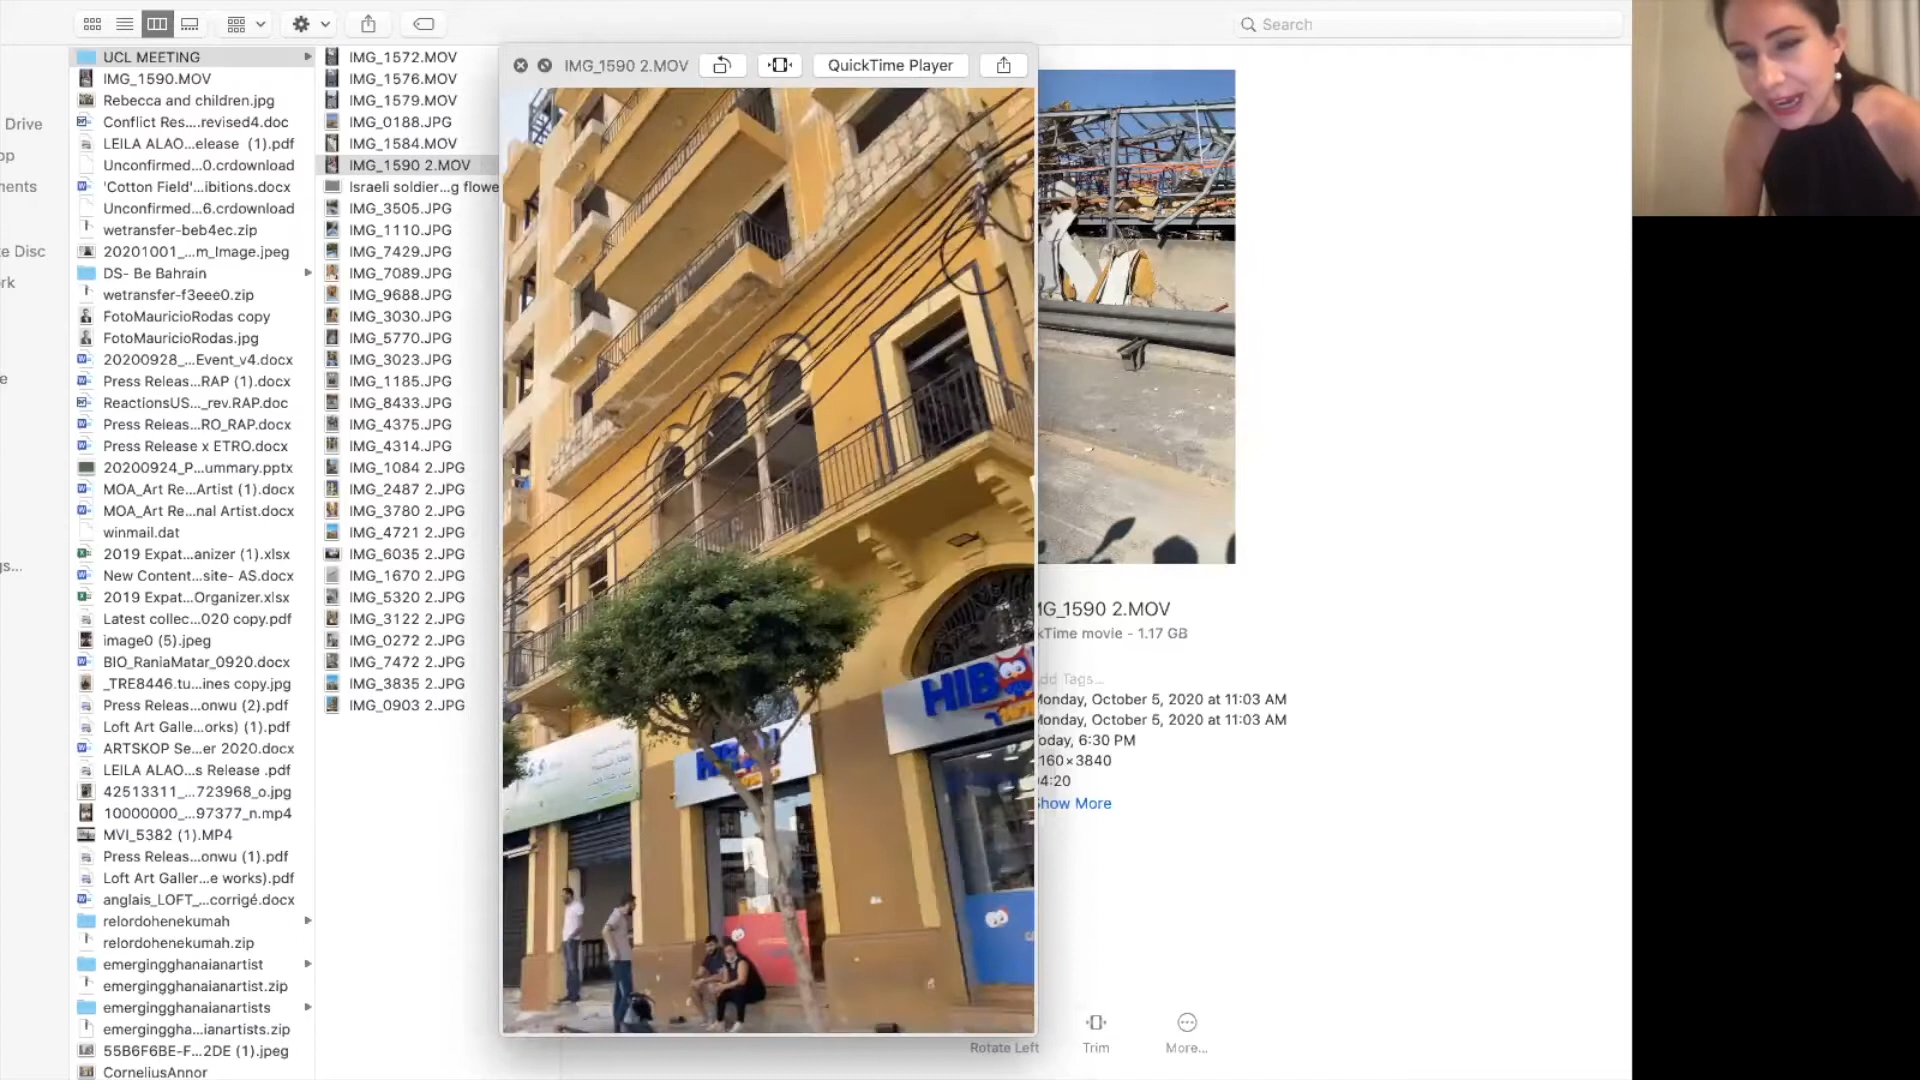 Search
Drive
pp
ments
te Disc
rk
e
gs...
UCL MEETING
IMG_1590.MOV
Rebecca and children.jpg
Conflict Res....revised4.doc
LEILA ALAO...elease (1).pdf
Unconfirmed...0.crdownload
'Cotton Field'...ibitions.docx
Unconfirmed...6.crdownload
wetransfer-beb4ec.zip
20201001_...m_Image.jpeg
DS- Be Bahrain
wetransfer-f3eee0.zip
FotoMauricioRodas copy
FotoMauricioRodas.jpg
20200928_...Event_v4.docx
Press Releas...RAP (1).docx
ReactionsUS..._rev.RAP.doc
Press Releas...RO_RAP.docx
Press Release x ETRO.docx
20200924_P...ummary.pptx
MOA_Art Re...Artist (1).docx
MOA_Art Re...nal Artist.docx
winmail.dat
2019 Expat...anizer (1).xlsx
New Content...site- AS.docx
2019 Expat...Organizer.xlsx
Latest collec...020 copy.pdf
image0 (5).jpeg
BIO_RaniaMatar_0920.docx
_TRE8446.tu...ines copy.jpg
Press Releas...onwu (2).pdf
Loft Art Galle...orks) (1).pdf
ARTSKOP Se...er 2020.docx
LEILA ALAO...s Release .pdf
42513311_...723968_o.jpg
10000000_...97377_n.mp4
MVI_5382 (1).MP4
Press Releas...onwu (1).pdf
Loft Art Galler...e works).pdf
anglais_LOFT_...corrigé.docx
relordohenekumah
relordohenekumah.zip
emergingghanaianartist
emergingghanaianartist.zip
emergingghanaianartists
emerginggha...ianartists.zip
55B6F6BE-F...2DE (1).jpeg
CorneliusAnnor
IMG_1572.MOV
IMG_1576.MOV
IMG_1579.MOV
IMG_0188.JPG
IMG_1584.MOV
IMG_1590 2.MOV
Israeli soldier...g flowe
IMG_3505.JPG
IMG_1110.JPG
IMG_7429.JPG
IMG_7089.JPG
IMG_9688.JPG
IMG_3030.JPG
IMG_5770.JPG
IMG_3023.JPG
IMG_1185.JPG
IMG_8433.JPG
IMG_4375.JPG
IMG_4314.JPG
IMG_1084 2.JPG
IMG_2487 2.JPG
IMG_3780 2.JPG
IMG_4721 2.JPG
IMG_6035 2.JPG
IMG_1670 2.JPG
IMG_5320 2.JPG
IMG_3122 2.JPG
IMG_0272 2.JPG
IMG_7472 2.JPG
IMG_3835 2.JPG
IMG_0903 2.JPG
IMG_1590 2.MOV
QuickTime Player
HIBO
MG_1590 2.MOV
kTime movie - 1.17 GB
dd Tags...
Monday, October 5, 2020 at 11:03 AM
Monday, October 5, 2020 at 11:03 AM
oday, 6:30 PM
160×3840
4:20
Show More
Rotate Left
Trim
More...